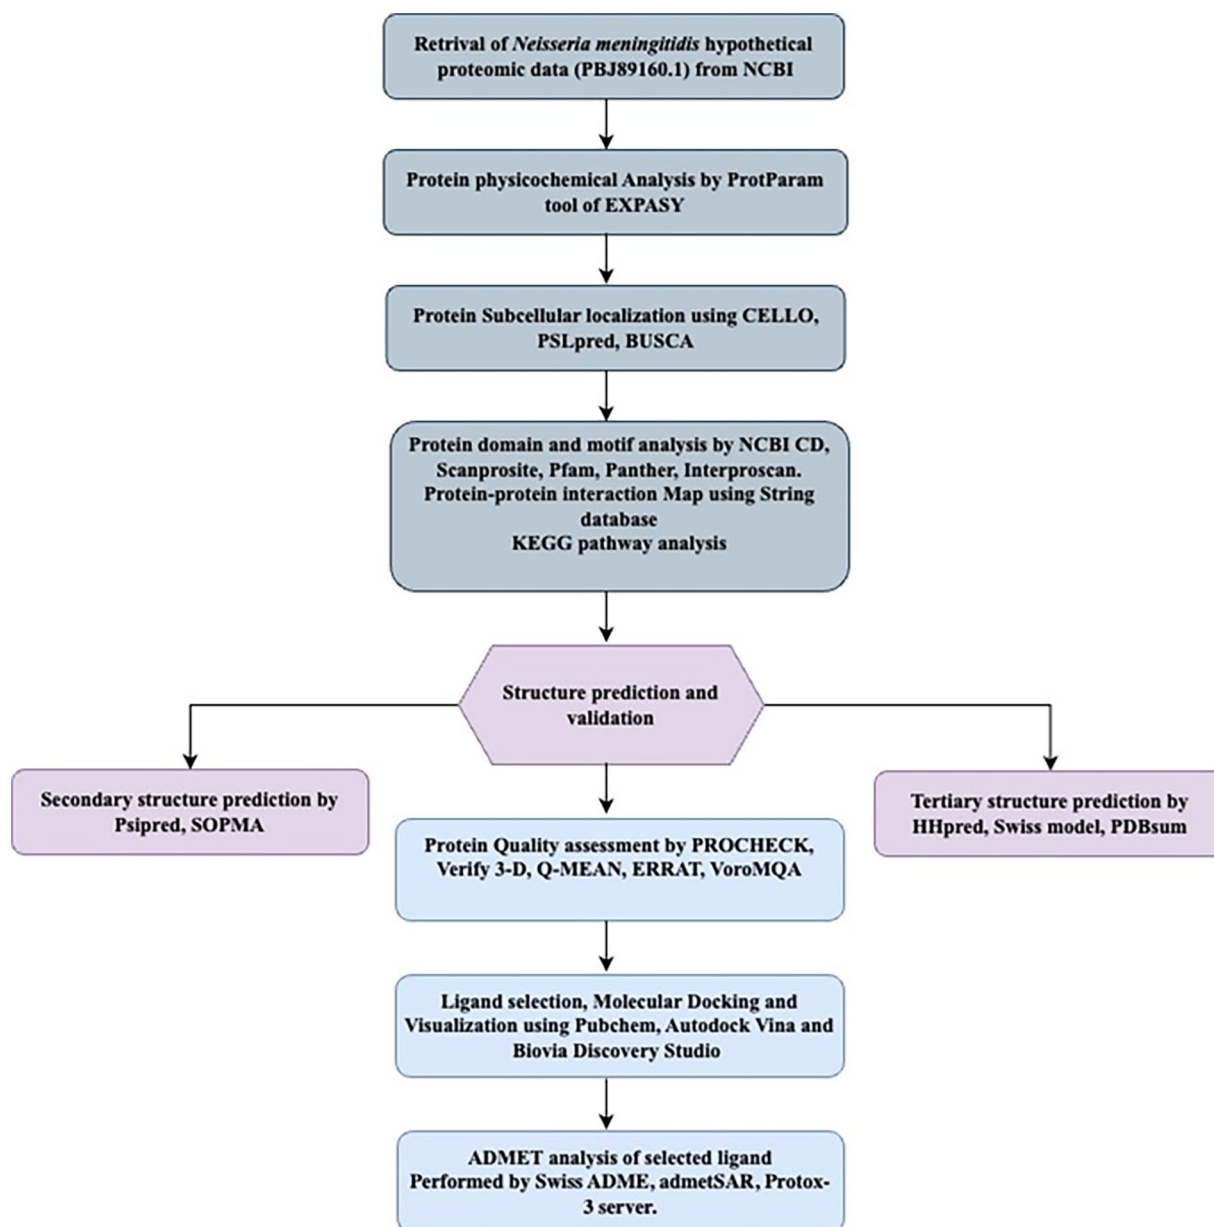 Retrival of Neisseria meningitidis hypothetical
proteomic data (PBJ89160.1) from NCBI
Protein physicochemical Analysis by ProtParam
tool of EXPASY
Protein Subcellular localization using CELLO,
PSLpred, BUSCA
Protein domain and motif analysis by NCBI CD,
Scanprosite, Pfam, Panther, Interproscan.
Protein-protein interaction Map using String
database
KEGG pathway analysis
Structure prediction and
validation
Secondary structure prediction by
Psipred, SOPMA
Tertiary structure prediction by
HHpred, Swiss model, PDBsum
Protein Quality assessment by PROCHECK,
Verify 3-D, Q-MEAN, ERRAT, VoroMQA
Ligand selection, Molecular Docking and
Visualization using Pubchem, Autodock Vina and
Biovia Discovery Studio
ADMET analysis of selected ligand
Performed by Swiss ADME, admetSAR, Protox-
3 server.